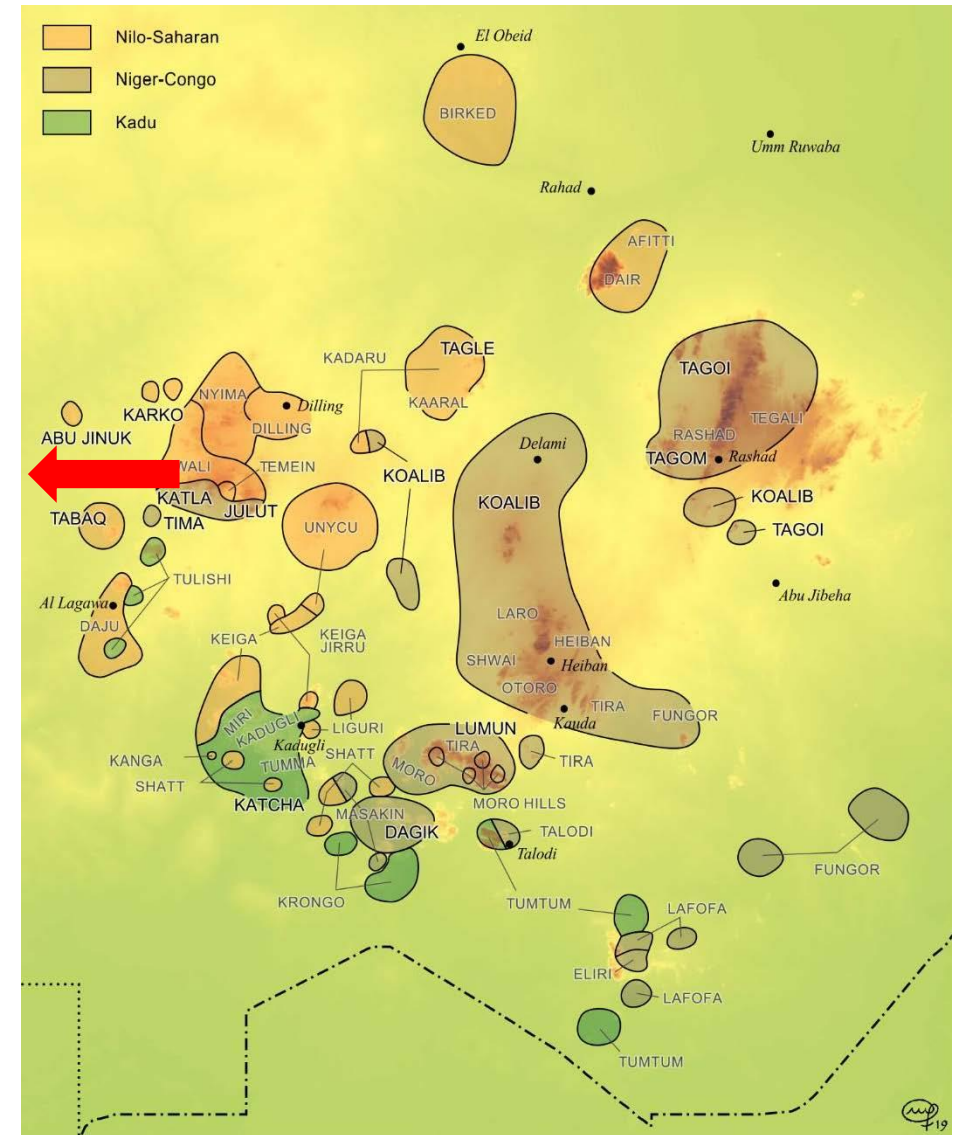 Nilo-Saharan
Niger-Congo
Kadu
El Obeid
BIRKED
Umm Ruwaba
Rahad
AFITTI
DAIR
KADARU
TAGLE
TAGOI
NYIMA
KARKO
Dilling
KAARAL
TEGALI
ABU JINUK
DILLING
RASHAD
Delami
TAGOM
Rashad
WALI
TEMEIN
KOALIB
KATLA
KOALIB
KOALIB
TABAQ
TIMA
JULUT
UNYCU
TAGOI
TULISHI
Abu Jibeha
Al Lagawa
LARO
DAJU
KEIGA
KEIGA
JIRRU
HEIBAN
SHWAI
Heiban
OTORO
TIRA
MIRI
KADUGLI
LIGURI
Kauda
FUNGOR
Kadugli
LUMUN
KANGA
TUMMA
SHATT
TIRA
TIRA
SHATT
MORO
KATCHA
MORO HILLS
MASAKIN
DAGIK
TALODI
Talodi
FUNGOR
KRONGO
TUMTUM
LAFOFA
ELIRI
LAFOFA
TUMTUM
19